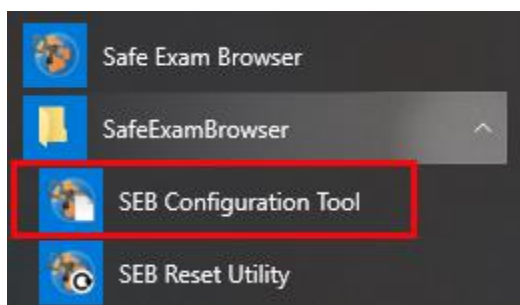 Safe Exam Browser
SafeExamBrowser
SEB Configuration Tool
SEB Reset Utility